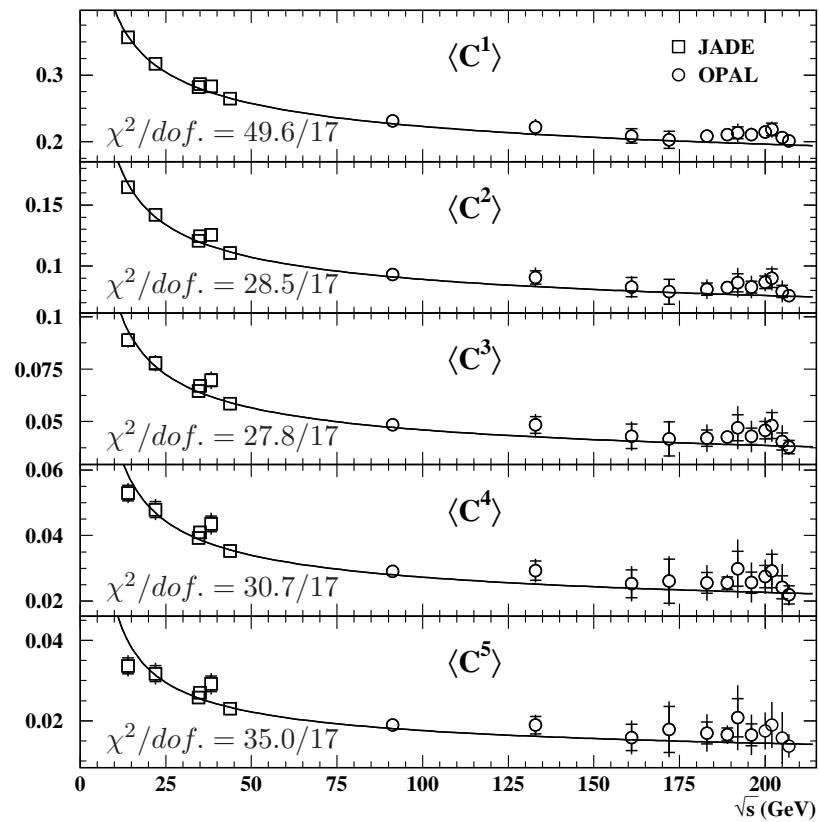 ⟨C¹⟩
JADE
OPAL
0.3
0.2
χ²/dof. = 49.6/17
⟨C²⟩
0.15
0.1
χ²/dof. = 28.5/17
0.1
⟨C³⟩
0.075
0.05
χ²/dof. = 27.8/17
0.06
⟨C⁴⟩
0.04
0.02
χ²/dof. = 30.7/17
0.04
⟨C⁵⟩
0.02
χ²/dof. = 35.0/17
0 25 50 75 100 125 150 175 200
√s (GeV)